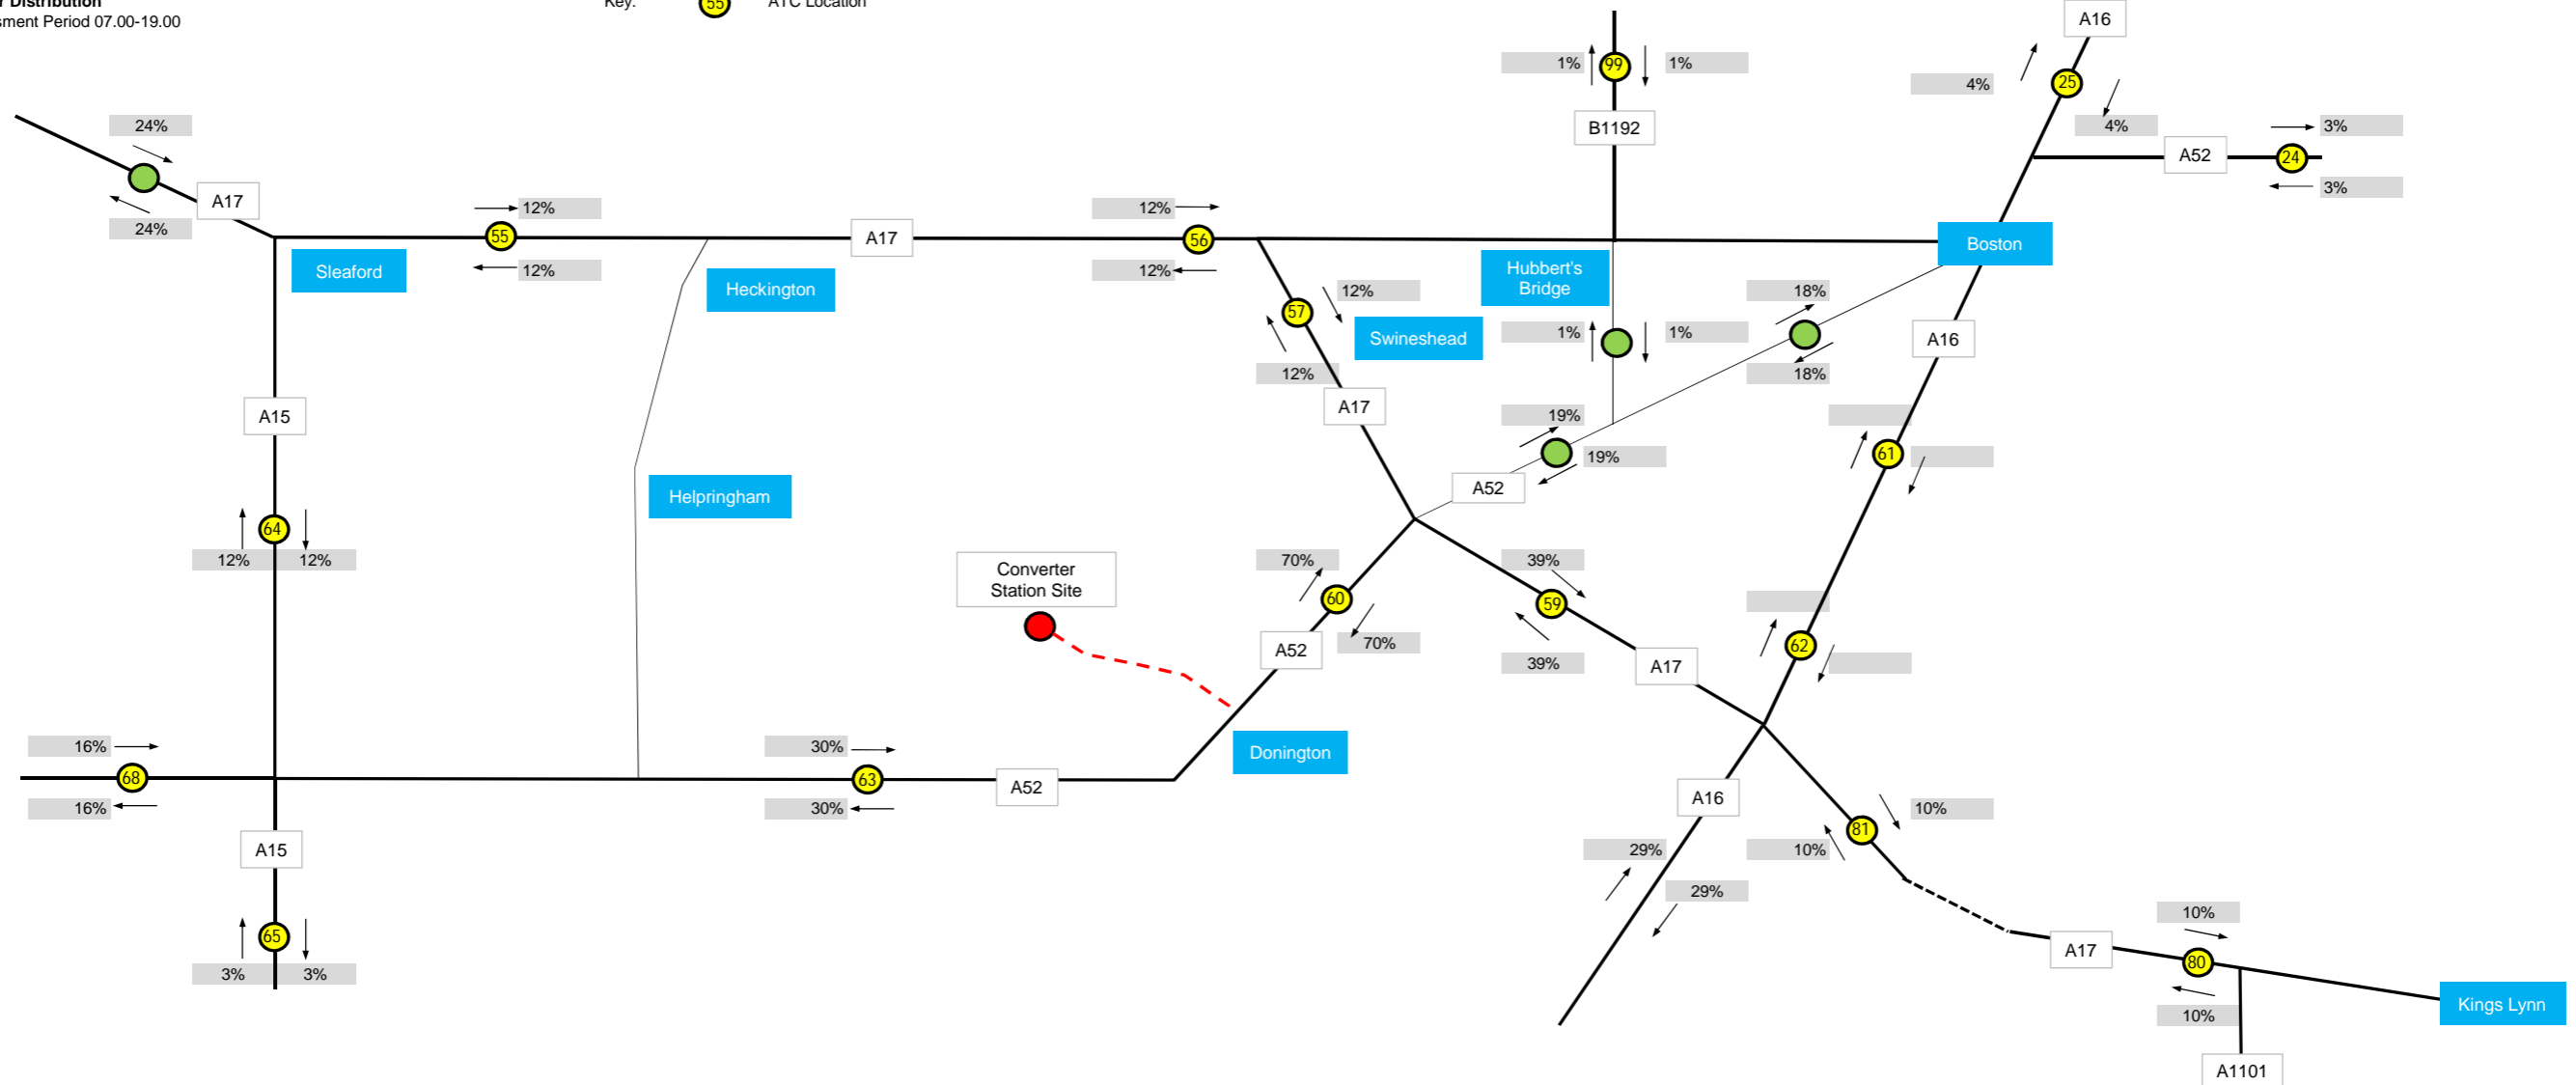 r Distribution
sment Period 07.00-19.00
Key:
55
ATC Location
A16
1%
99
1%
4%
25
4%
B1192
3%
A52
24
3%
24%
A17
24%
12%
55
12%
A17
12%
56
12%
Sleaford
Heckington
Hubbert's
Bridge
Boston
57
12%
Swineshead
12%
1%
1%
18%
18%
A16
A17
A15
19%
19%
A52
61
Helpringham
64
12%
12%
Converter
Station Site
70%
60
70%
A52
39%
59
39%
A17
62
16%
68
16%
30%
63
30%
A52
Donington
A16
29%
29%
10%
81
10%
A15
65
3%
3%
10%
A17
80
10%
Kings Lynn
A1101